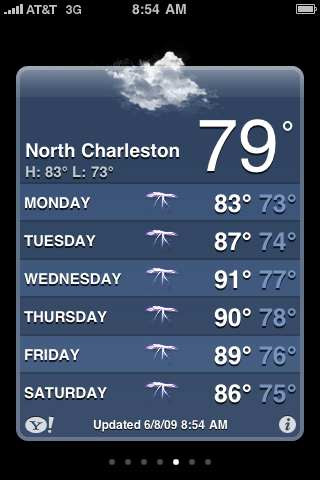 AT&T 3G 8:54 AM
North Charleston 79°
H: 83° L: 73°
MONDAY 83° 73°
TUESDAY 87° 74°
WEDNESDAY 91° 77°
THURSDAY 90° 78°
FRIDAY 89° 76°
SATURDAY 86° 75°
Y! Updated 6/8/09 8:54 AM i